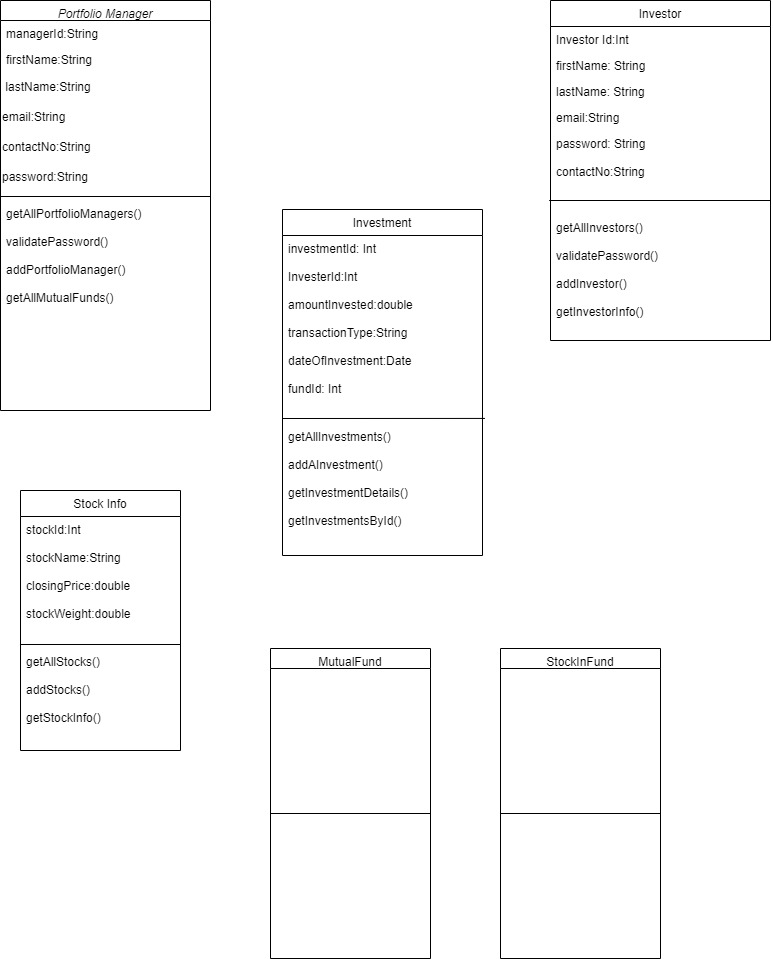 Portfolio Manager
managerId:String
firstName:String
lastName:String
email:String
contactNo:String
password:String
getAllPortfolioManagers()
validatePassword()
addPortfolioManager()
getAllMutualFunds()
Investor
Investor Id:Int
firstName: String
lastName: String
email:String
password: String
contactNo:String
getAllInvestors()
validatePassword()
addInvestor()
getInvestorInfo()
Investment
investmentId: Int
InvesterId:Int
amountInvested:double
transactionType:String
dateOfInvestment:Date
fundId: Int
getAllInvestments()
addAInvestment()
getInvestmentDetails()
getInvestmentsById()
Stock Info
stockId:Int
stockName:String
closingPrice:double
stockWeight:double
getAllStocks()
addStocks()
getStockInfo()
MutualFund
StockInFund